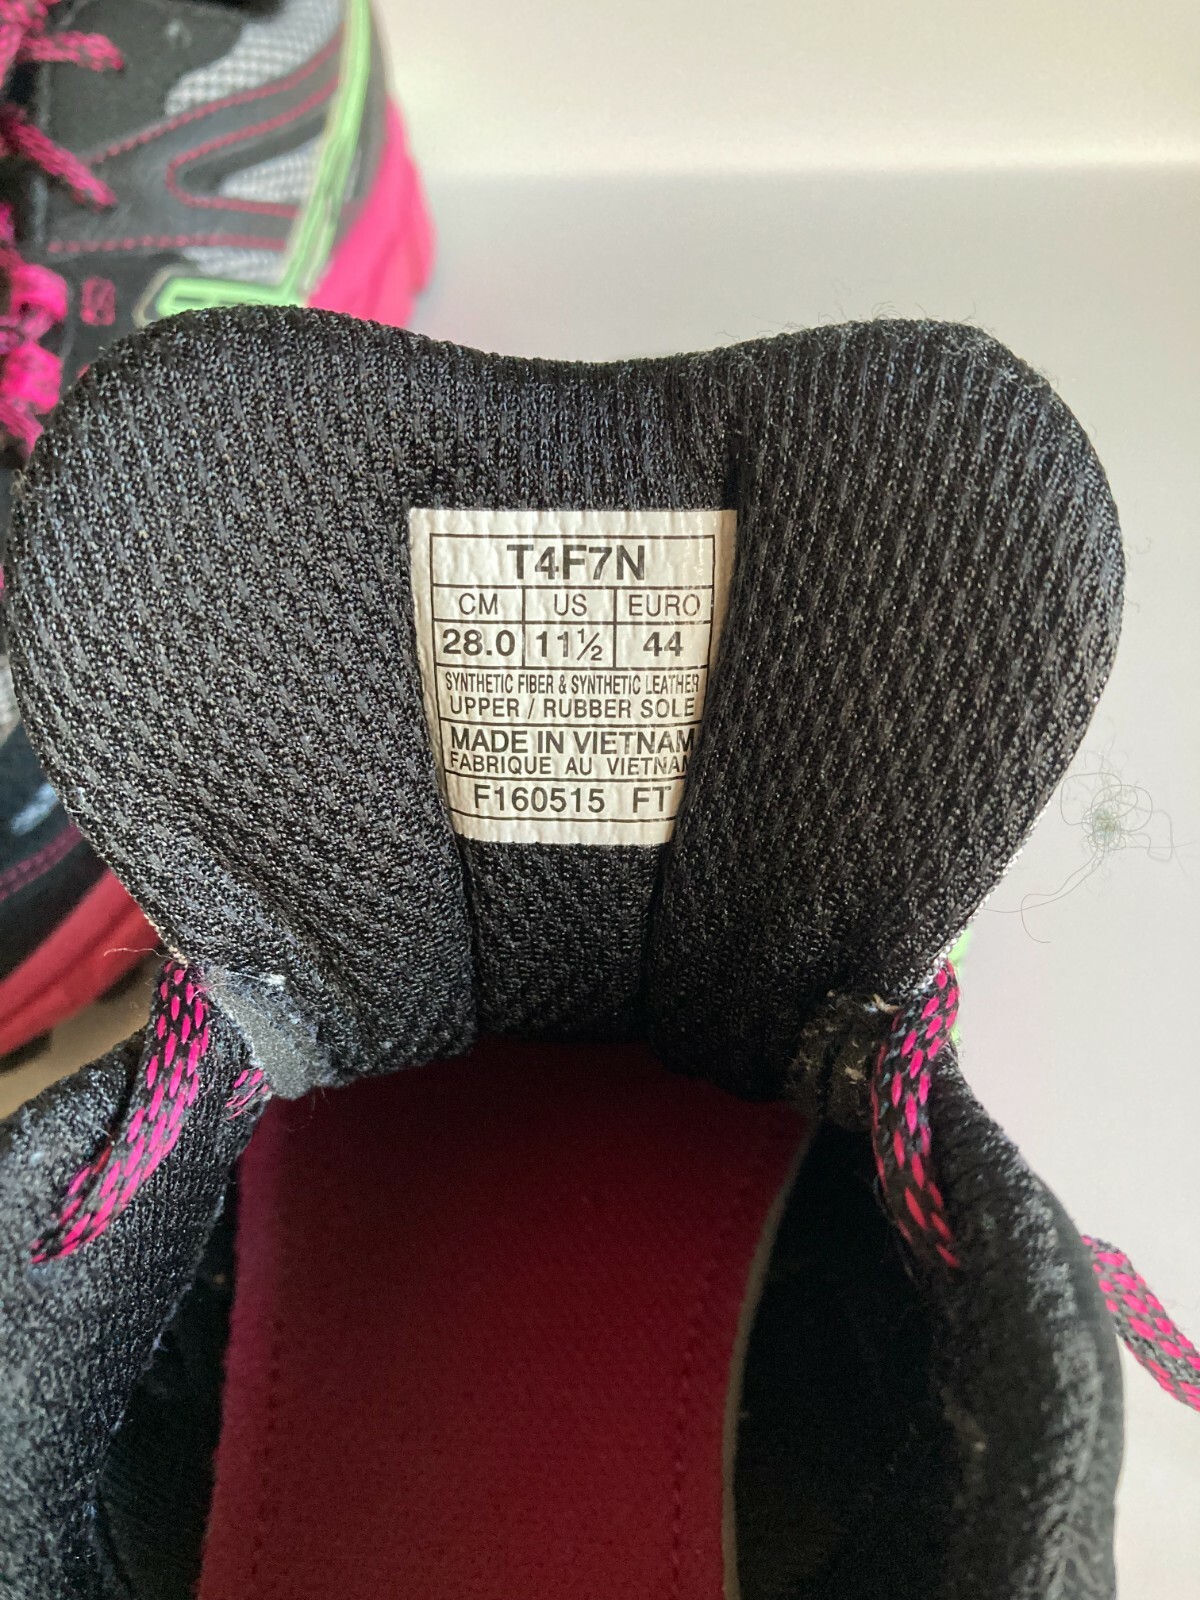 T4F7N
CM US EURO
28.0 11½ 44
SYNTHETIC FIBER & SYNTHETIC LEATHER
UPPER / RUBBER SOLE
MADE IN VIETNAM
FABRIQUE AU VIETNAM
F160515 FT